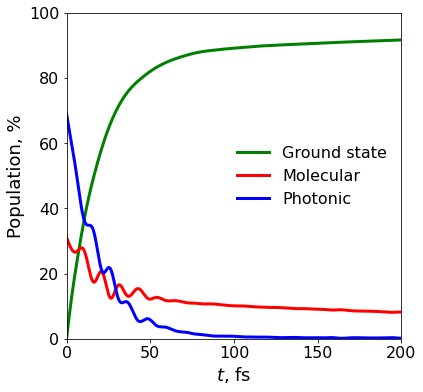 100
80
60
40
20
0
Population, %
Ground state
Molecular
Photonic
0 50 100 150 200
t, fs